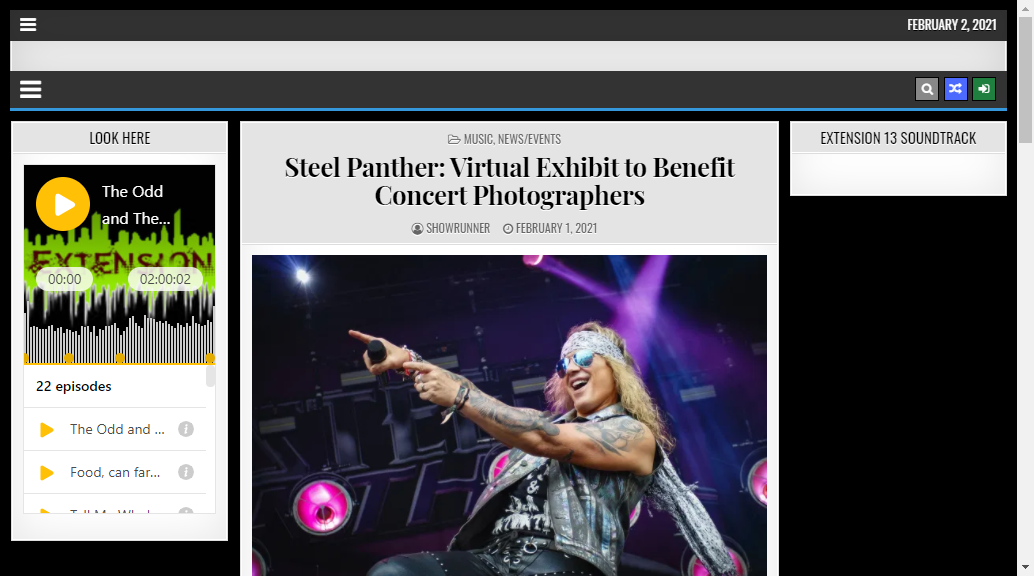 FEBRUARY 2, 2021
LOOK HERE
The Odd
and The...
EXTENSION
00:00
02:00:02
22 episodes
The Odd and ...
Food, can far...
MUSIC, NEWS/EVENTS
Steel Panther: Virtual Exhibit to Benefit
Concert Photographers
SHOWRUNNER
FEBRUARY 1, 2021
EXTENSION 13 SOUNDTRACK